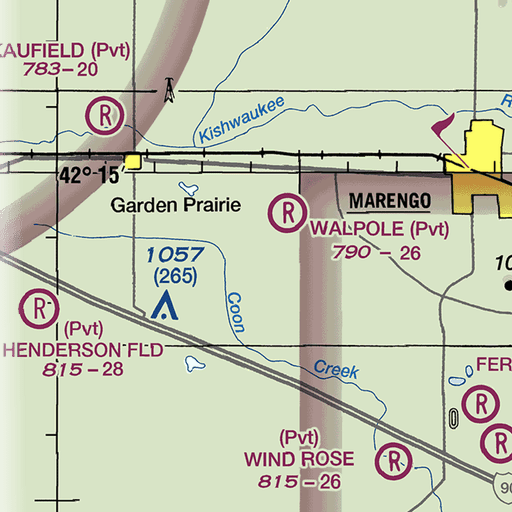 KAUFIELD (Pvt)
783-20
R
Kishwaukee
R
42°-15'
Garden Prairie
MARENGO
R
WALPOLE (Pvt)
790 - 26
1057
(265)
10
R
(Pvt)
HENDERSON FLD
815-28
Coon
Creek
FER
R
R
(Pvt)
WIND ROSE
815-26
R
90